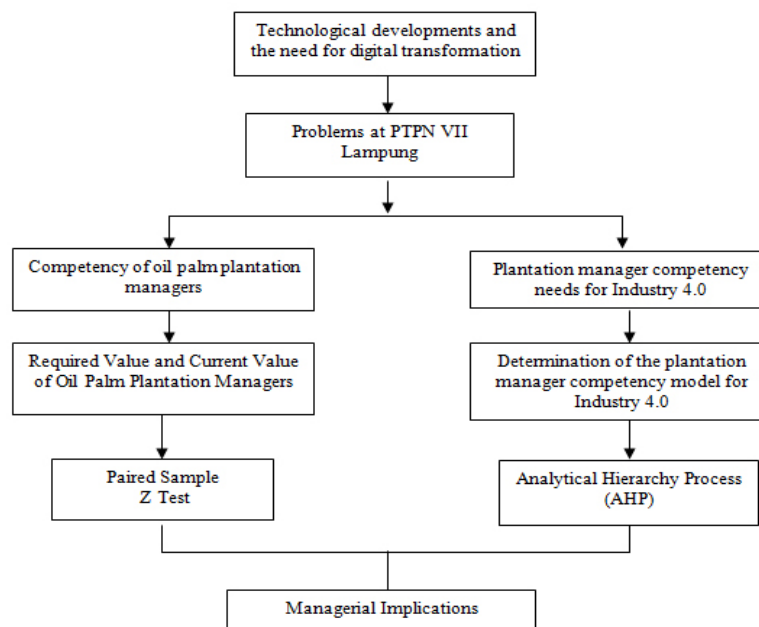 Technological developments and
the need for digital transformation
Problems at PTPN VII
Lampung
Competency of oil palm plantation
managers
Plantation manager competency
needs for Industry 4.0
Required Value and Current Value
of Oil Palm Plantation Managers
Determination of the plantation
manager competency model for
Industry 4.0
Paired Sample
Z Test
Analytical Hierarchy Process
(AHP)
Managerial Implications